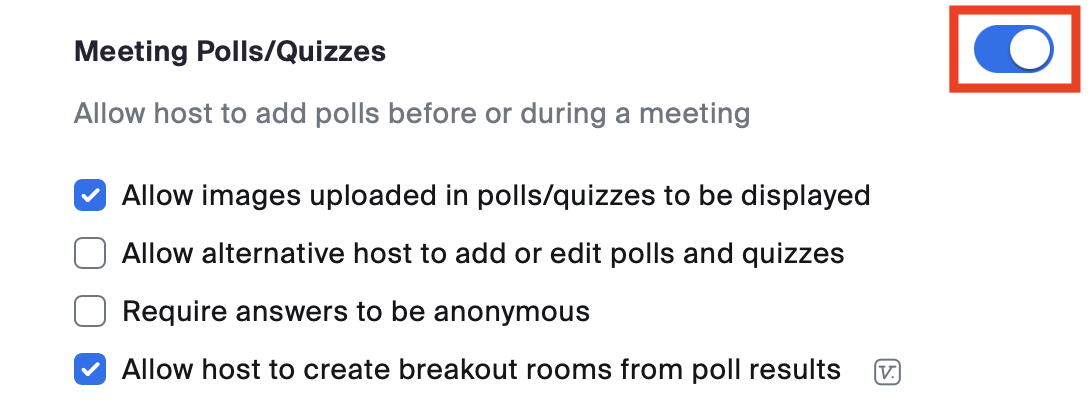 Meeting Polls/Quizzes
Allow host to add polls before or during a meeting
Allow images uploaded in polls/quizzes to be displayed
Allow alternative host to add or edit polls and quizzes
Require answers to be anonymous
Allow host to create breakout rooms from poll results V.